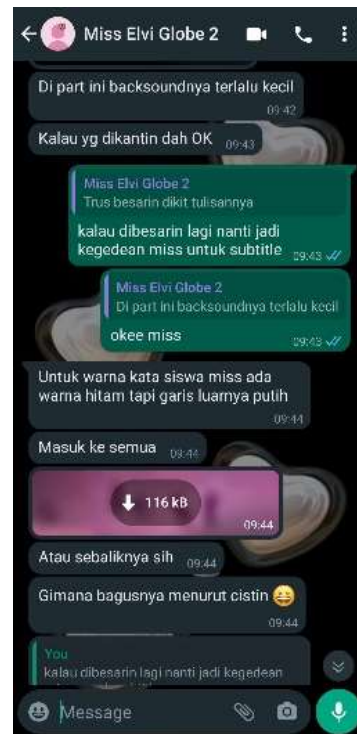 Miss Elvi Globe 2
Di part ini backsoundnya terlalu kecil
09:42
Kalau yg dikantin dah OK 09:43
Miss Elvi Globe 2
Trus besarin dikit tulisannya
kalau dibesarin lagi nanti jadi
kegedean miss untuk subtitle 09:43
Miss Elvi Globe 2
Di part ini backsoundnya terlalu kecil
okee miss 09:43
Untuk warna kata siswa miss ada
warna hitam tapi garis luarnya putih
09:44
Masuk ke semua 09:44
116 kB
09:44
Atau sebaliknya sih 09:44
Gimana bagusnya menurut cistin
09:44
You
kalau dibesarin lagi nanti jadi kegedean
Message